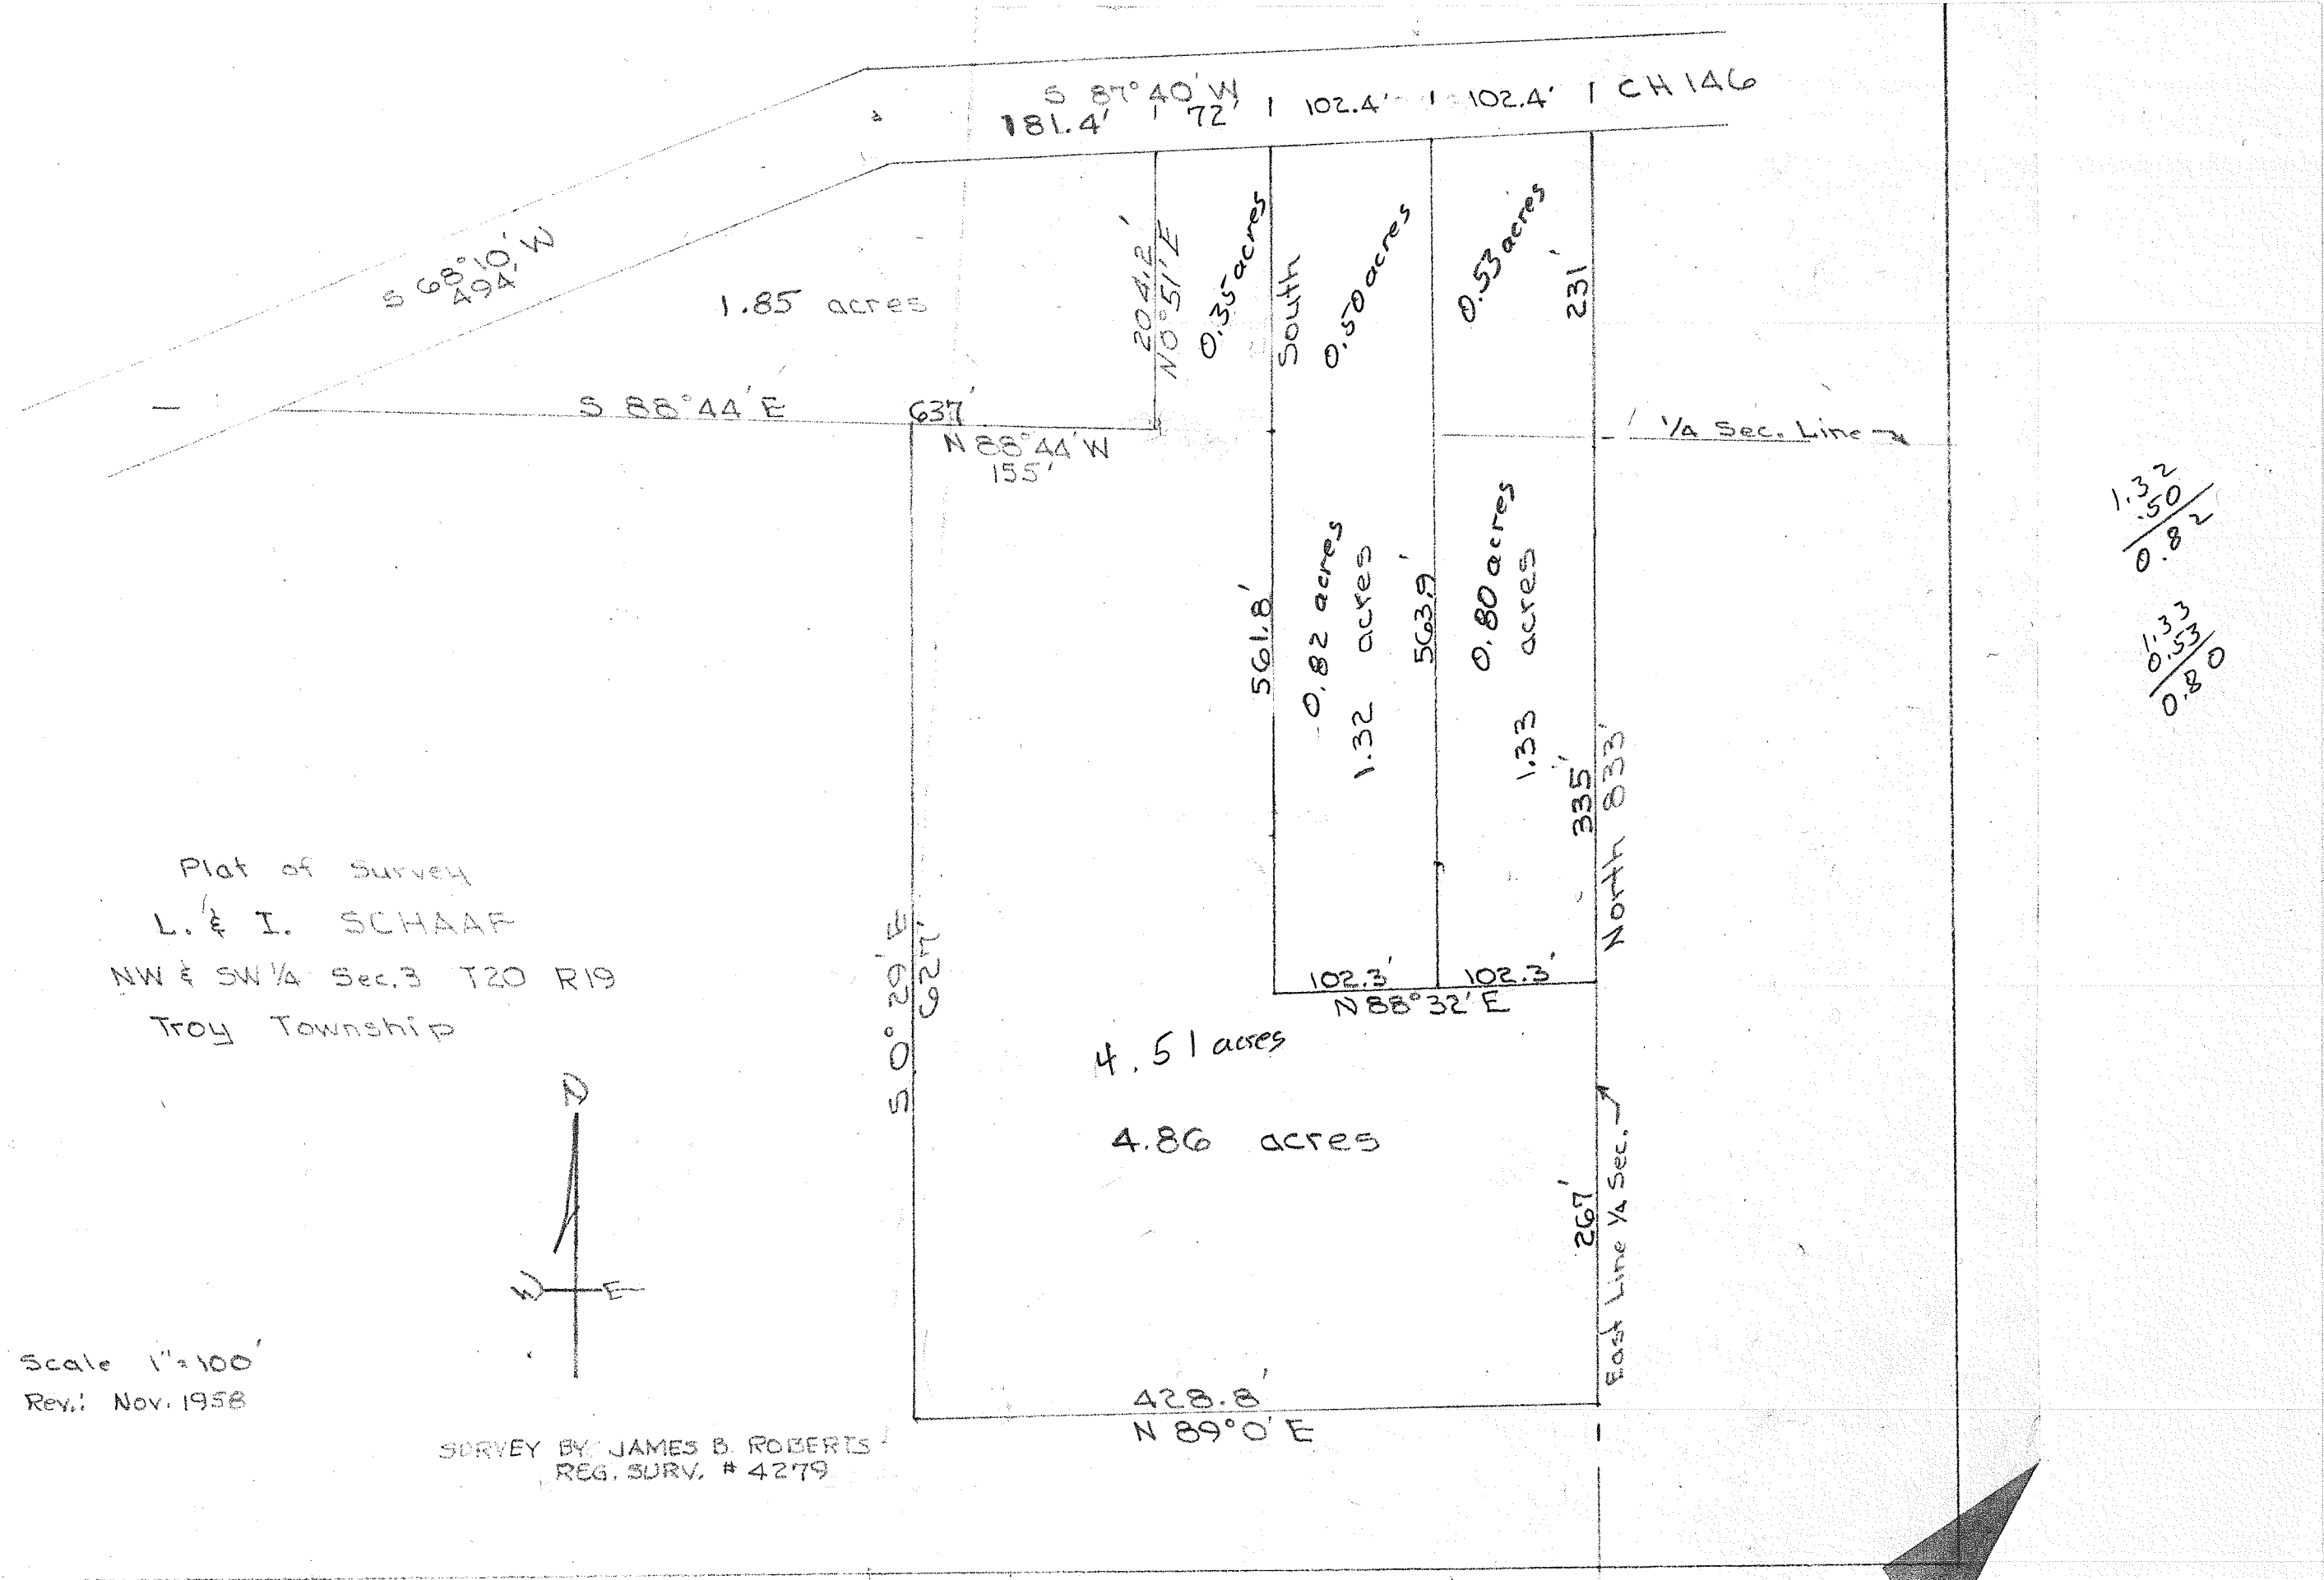 S 87°40' W
181.4' 72' 102.4' 102.4' CH 146
S 68°10' W
494'
1.85 acres
204.2'
N 0°51' E
0.35 acres
South
0.50 acres
0.53 acres
231'
S 88°44' E 637'
N 88°44' W
155'
1/4 Sec. Line
1.32
.50
0.82
1.33
0.53
0.80
561.8'
0.82 acres
1.32 acres
563.9'
0.80 acres
1.33 acres
335'
North 833'
Plat of Survey
L. & I. SCHAAF
NW & SW 1/4 Sec. 3 T20 R19
Troy Township
S 0°29' E
627'
102.3' 102.3'
N 88°32' E
4.51 acres
4.86 acres
267'
East Line 1/4 Sec.
N
W E
Scale 1"=100'
Rev.: Nov. 1958
428.8'
N 89°0' E
SURVEY BY: JAMES B. ROBERTS
REG. SURV. # 4279